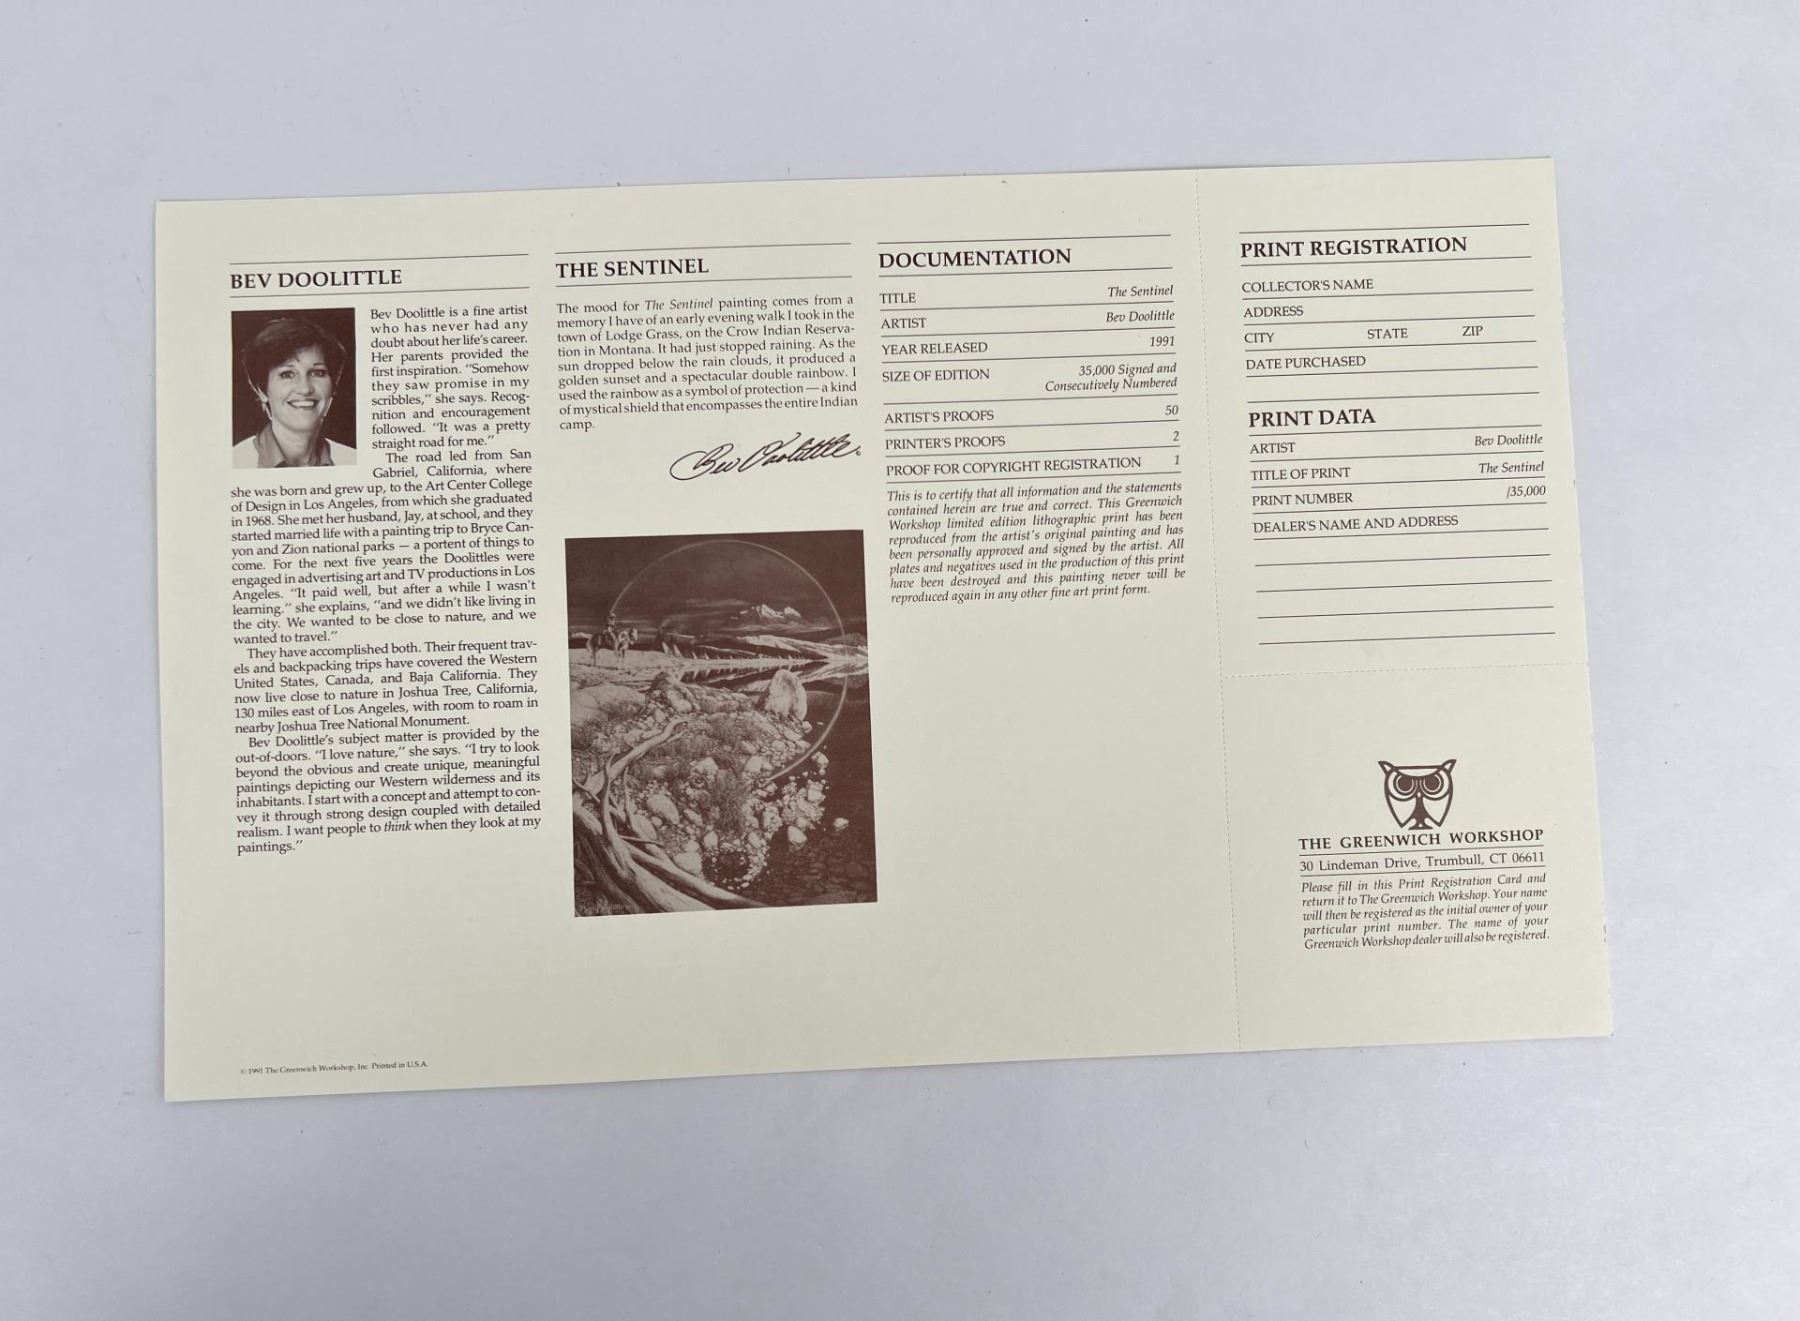 BEV DOOLITTLE
Bev Doolittle is a fine artist
who has never had any
doubt about her life's career.
Her parents provided the
first inspiration. "Somehow
they saw promise in my
scribbles," she says. Recog-
nition and encouragement
followed. "It was a pretty
straight road for me."
The road led from San
Gabriel, California, where
she was born and grew up, to the Art Center College
of Design in Los Angeles, from which she graduated
in 1968. She met her husband, Jay, at school, and they
started married life with a painting trip to Bryce Can-
yon and Zion national parks — a portent of things to
come. For the next five years the Doolittles were
engaged in advertising art and TV productions in Los
Angeles. "It paid well, but after a while I wasn't
learning," she explains, "and we didn't like living in
the city. We wanted to be close to nature, and we
wanted to travel."
They have accomplished both. Their frequent trav-
els and backpacking trips have covered the Western
United States, Canada, and Baja California. They
now live close to nature in Joshua Tree, California,
130 miles east of Los Angeles, with room to roam in
nearby Joshua Tree National Monument.
Bev Doolittle's subject matter is provided by the
out-of-doors. "I love nature," she says. "I try to look
beyond the obvious and create unique, meaningful
paintings depicting our Western wilderness and its
inhabitants. I start with a concept and attempt to con-
vey it through strong design coupled with detailed
realism. I want people to think when they look at my
paintings."
© 1991 The Greenwich Workshop, Inc. Printed in U.S.A.
THE SENTINEL
The mood for The Sentinel painting comes from a
memory I have of an early evening walk I took in the
town of Lodge Grass, on the Crow Indian Reserva-
tion in Montana. It had just stopped raining. As the
sun dropped below the rain clouds, it produced a
golden sunset and a spectacular double rainbow. I
used the rainbow as a symbol of protection — a kind
of mystical shield that encompasses the entire Indian
camp.
Bev Doolittle
DOCUMENTATION
TITLE The Sentinel
ARTIST Bev Doolittle
YEAR RELEASED 1991
SIZE OF EDITION 35,000 Signed and
Consecutively Numbered
ARTIST'S PROOFS 50
PRINTER'S PROOFS 2
PROOF FOR COPYRIGHT REGISTRATION 1
This is to certify that all information and the statements
contained herein are true and correct. This Greenwich
Workshop limited edition lithographic print has been
reproduced from the artist's original painting and has
been personally approved and signed by the artist. All
plates and negatives used in the production of this print
have been destroyed and this painting never will be
reproduced again in any other fine art print form.
PRINT REGISTRATION
COLLECTOR'S NAME
ADDRESS
CITY STATE ZIP
DATE PURCHASED
PRINT DATA
ARTIST Bev Doolittle
TITLE OF PRINT The Sentinel
PRINT NUMBER /35,000
DEALER'S NAME AND ADDRESS
THE GREENWICH WORKSHOP
30 Lindeman Drive, Trumbull, CT 06611
Please fill in this Print Registration Card and
return it to The Greenwich Workshop. Your name
will then be registered as the initial owner of your
particular print number. The name of your
Greenwich Workshop dealer will also be registered.